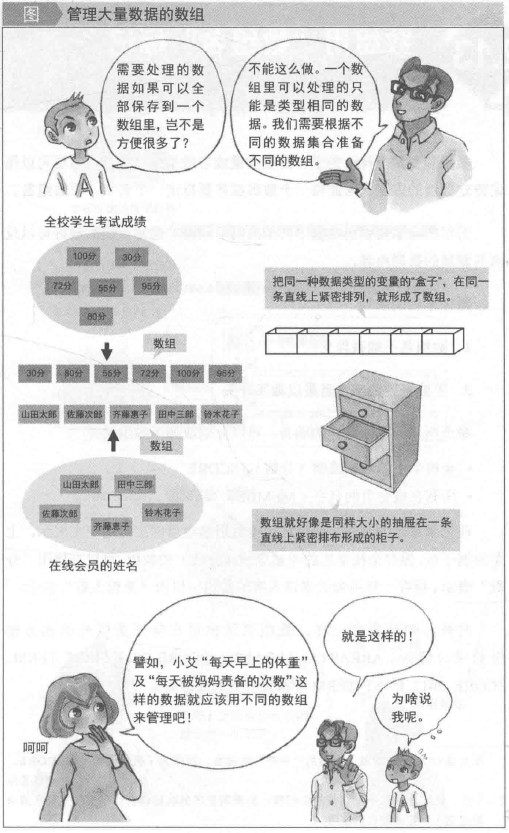 图 管理大量数据的数组
需要处理的数
据如果可以全
部保存到一个
数组里，岂不是
方便很多了？
不能这么做。一个数
组里可以处理的只
能是类型相同的数
据。我们需要根据不
同的数据集合准备
不同的数组。
A
全校学生考试成绩
100分 30分
72分 55分 95分
80分
数组
30分 80分 55分 72分 100分 95分
山田太郎 佐藤次郎 齐藤惠子 田中三郎 铃木花子
数组
山田太郎 田中三郎
佐藤次郎 铃木花子
齐藤惠子
在线会员的姓名
把同一种数据类型的变量的“盒子”，在同一
条直线上紧密排列，就形成了数组。
数组就好像是同样大小的抽屉在一条
直线上紧密排布形成的柜子。
譬如，小艾“每天早上的体重”
及“每天被妈妈责备的次数”这
样的数据就应该用不同的数组
来管理吧！
呵呵
就是这样的！
为啥说
我呢。
A